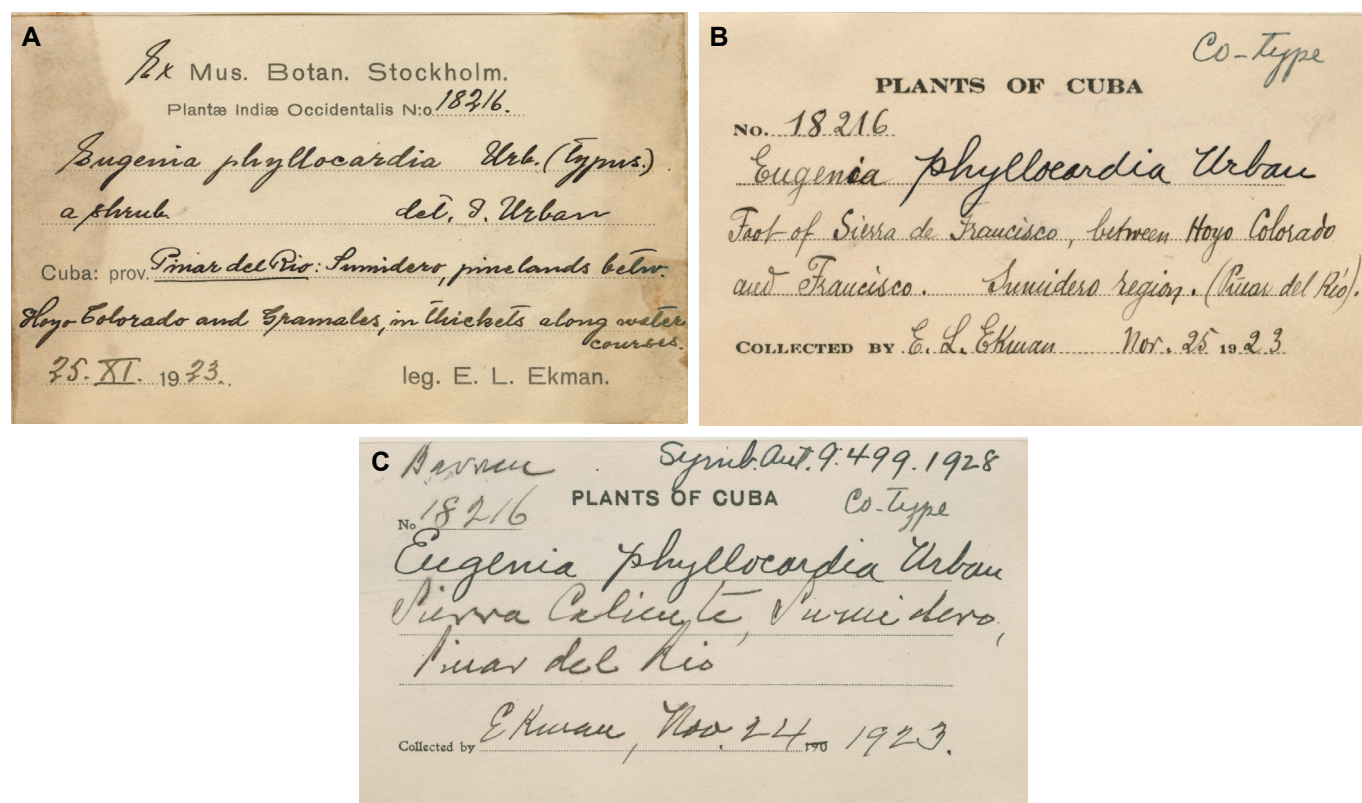 A
Ex Mus. Botan. Stockholm.
Plantæ Indiæ Occidentalis N:o 18216.
Eugenia phyllocardia Urb. (typus.)
a shrub det. I. Urban
Cuba: prov. Pinar del Rio: Sumidero, pinelands betw.
Hoyo Colorado and Gramales, in thickets along water
courses.
25. XI. 1923. leg. E. L. Ekman.
B
Co-type
PLANTS OF CUBA
No. 18216
Eugenia phyllocardia Urban
Foot of Sierra de Francisco, between Hoyo Colorado
and Francisco. Sumidero region. (Pinar del Río).
COLLECTED BY E. L. Ekman Nov. 25 1923
C
Barren Symb. Ant. 9. 499. 1928
PLANTS OF CUBA Co-type
No 18216
Eugenia phyllocardia Urban
Sierra Caliente, Sumidero,
Pinar del Rio
Collected by Ekman, Nov. 24 190 1923.